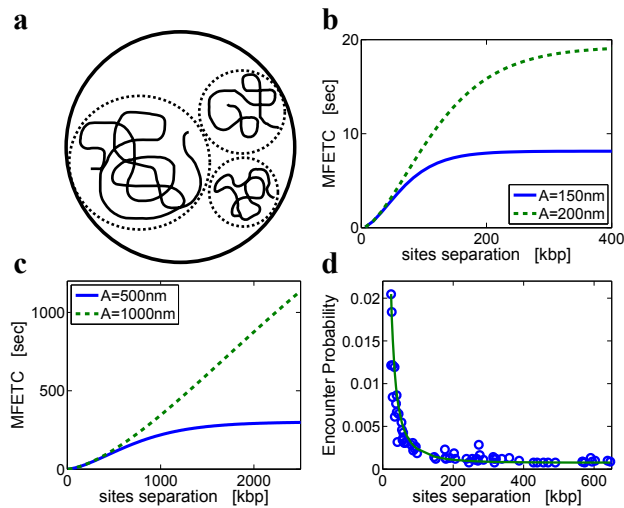 a
b
20
10
0
0
200
400
MFETC [sec]
sites separation [kbp]
A=150nm
A=200nm
c
1000
500
0
0
1000
2000
MFETC [sec]
sites separation [kbp]
A=500nm
A=1000nm
d
0.02
0.015
0.01
0.005
0
0
200
400
600
Encounter Probability
sites separation [kbp]